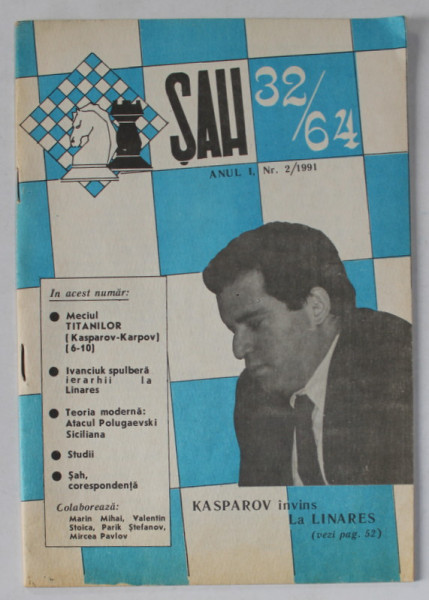 ŞAH 32/64
ANUL I, Nr. 2/1991
In acest număr:
● Meciul
TITANILOR
[Kasparov-Karpov]
[6-10]
● Ivanciuk spulberă
ierarhii la
Linares
● Teoria modernă:
Atacul Polugaevski
Siciliana
● Studii
● Şah,
corespondenţă
Colaborează:
Marin Mihai, Valentin
Stoica, Parik Ştefanov,
Mircea Pavlov
KASPAROV învins
La LINARES
(vezi pag. 52)